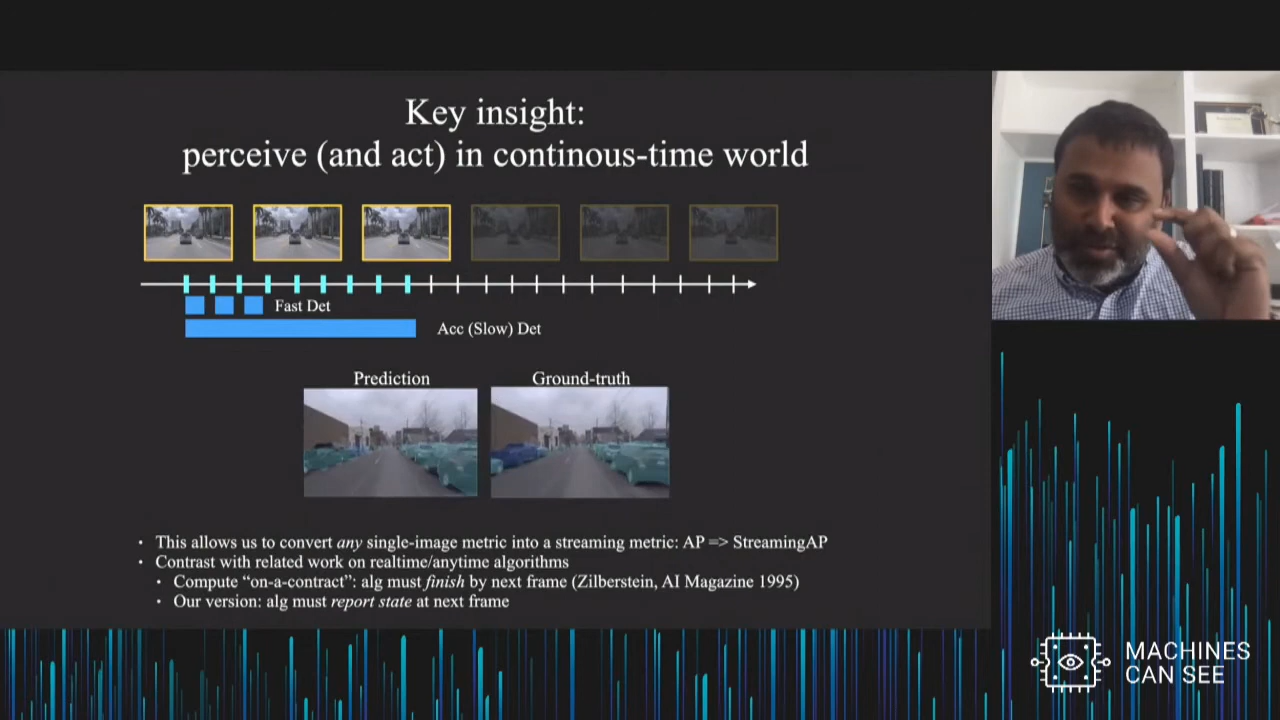 Key insight:
perceive (and act) in continous-time world
Fast Det
Acc (Slow) Det
Prediction
Ground-truth
• This allows us to convert any single-image metric into a streaming metric: AP => StreamingAP
• Contrast with related work on realtime/anytime algorithms
• Compute “on-a-contract”: alg must finish by next frame (Zilberstein, AI Magazine 1995)
• Our version: alg must report state at next frame
MACHINES
CAN SEE